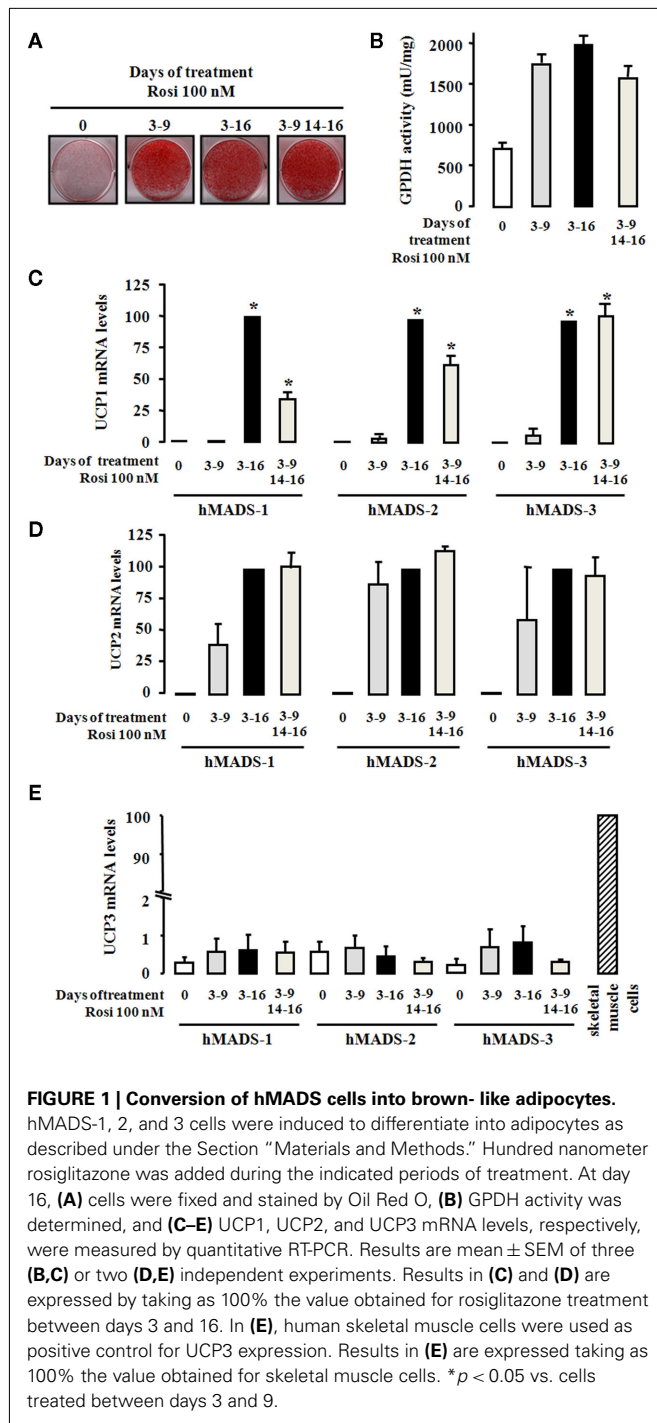 A
Days of treatment
Rosi 100 nM
0 3-9 3-16 3-9 14-16
B
GPDH activity (mU/mg)
2000
1500
1000
500
0
Days of
treatment
Rosi 100 nM
0 3-9 3-16 3-9
14-16
C
UCP1 mRNA levels
125
100
75
50
25
0
* * * * * *
Days of treatment
Rosi 100 nM
0 3-9 3-16 3-9 0 3-9 3-16 3-9 0 3-9 3-16 3-9
14-16 14-16 14-16
hMADS-1 hMADS-2 hMADS-3
D
UCP2 mRNA levels
125
100
75
50
25
0
Days of treatment
Rosi 100 nM
0 3-9 3-16 3-9 0 3-9 3-16 3-9 0 3-9 3-16 3-9
14-16 14-16 14-16
hMADS-1 hMADS-2 hMADS-3
E
UCP3 mRNA levels
100
90
2
1
0
Days of treatment
Rosi 100 nM
0 3-9 3-16 3-9 0 3-9 3-16 3-9 0 3-9 3-16 3-9
14-16 14-16 14-16
hMADS-1 hMADS-2 hMADS-3
skeletal
muscle
cells
FIGURE 1 | Conversion of hMADS cells into brown- like adipocytes.
hMADS-1, 2, and 3 cells were induced to differentiate into adipocytes as
described under the Section “Materials and Methods.” Hundred nanometer
rosiglitazone was added during the indicated periods of treatment. At day
16, (A) cells were fixed and stained by Oil Red O, (B) GPDH activity was
determined, and (C–E) UCP1, UCP2, and UCP3 mRNA levels, respectively,
were measured by quantitative RT-PCR. Results are mean ± SEM of three
(B,C) or two (D,E) independent experiments. Results in (C) and (D) are
expressed by taking as 100% the value obtained for rosiglitazone treatment
between days 3 and 16. In (E), human skeletal muscle cells were used as
positive control for UCP3 expression. Results in (E) are expressed taking as
100% the value obtained for skeletal muscle cells. *p < 0.05 vs. cells
treated between days 3 and 9.